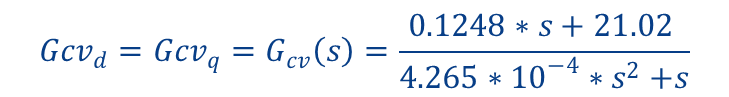 Gcv_d = Gcv_q = G_cv(s) = (0.1248 * s + 21.02) / (4.265 * 10^−4 * s^2 + s)